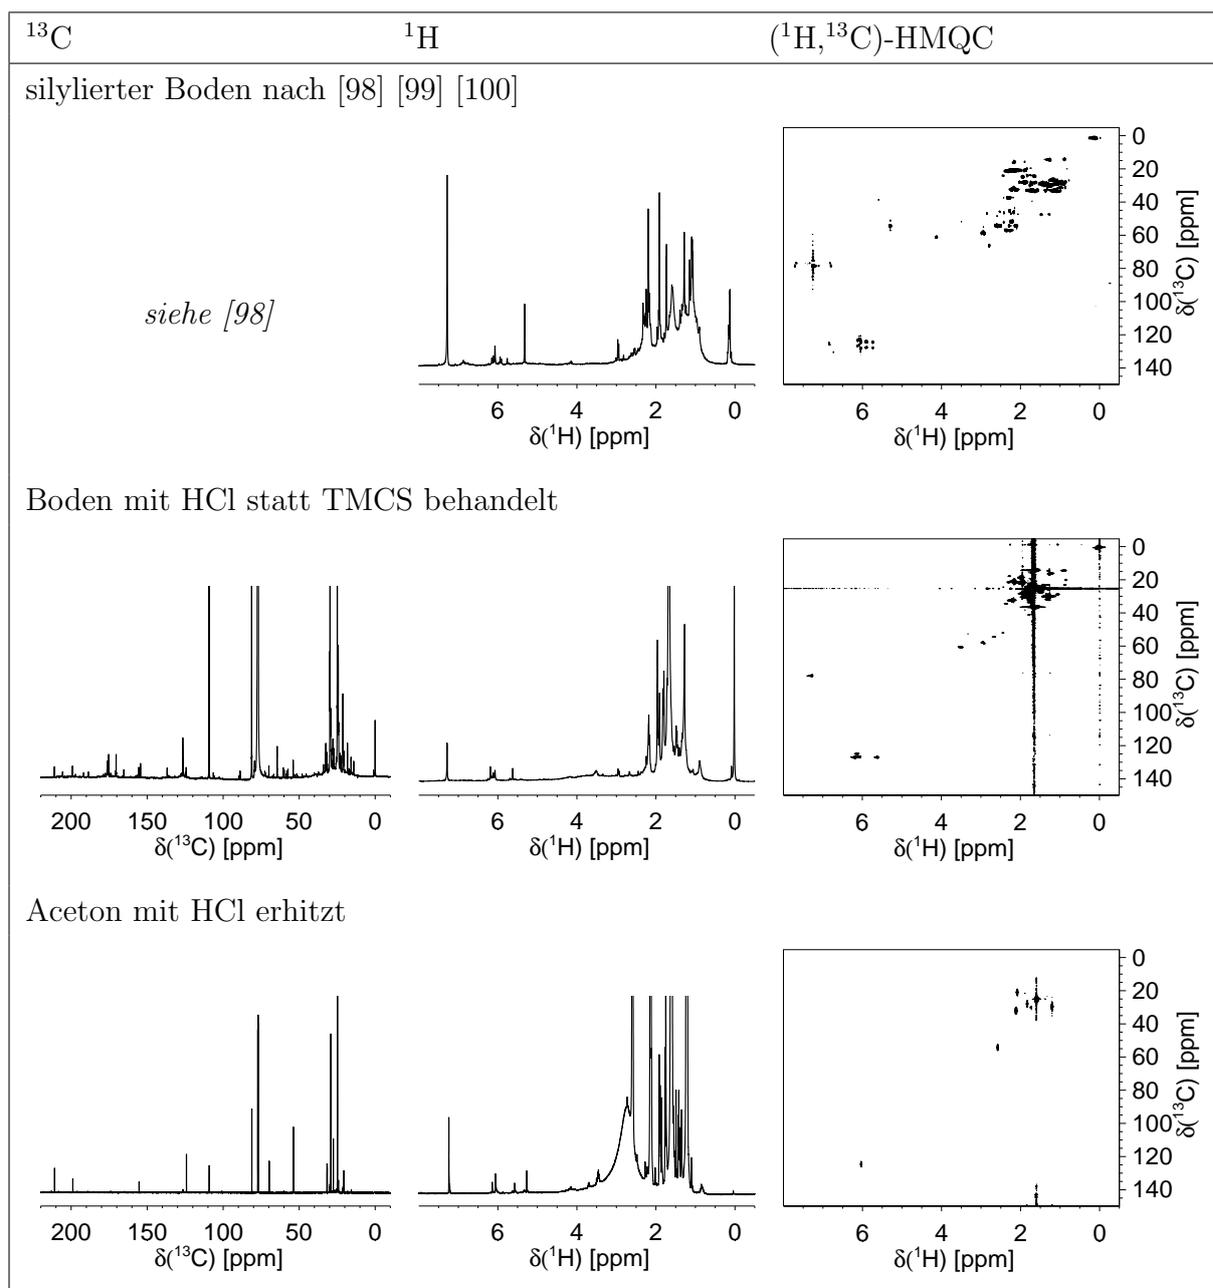 ¹³C ¹H (¹H,¹³C)-HMQC
silylierter Boden nach [98] [99] [100]
siehe [98]
6 4 2 0
δ(¹H) [ppm]
0
20
40
60
80
100
120
140
δ(¹³C) [ppm]
6 4 2 0
δ(¹H) [ppm]
Boden mit HCl statt TMCS behandelt
200 150 100 50 0
δ(¹³C) [ppm]
6 4 2 0
δ(¹H) [ppm]
0
20
40
60
80
100
120
140
δ(¹³C) [ppm]
6 4 2 0
δ(¹H) [ppm]
Aceton mit HCl erhitzt
200 150 100 50 0
δ(¹³C) [ppm]
6 4 2 0
δ(¹H) [ppm]
0
20
40
60
80
100
120
140
δ(¹³C) [ppm]
6 4 2 0
δ(¹H) [ppm]